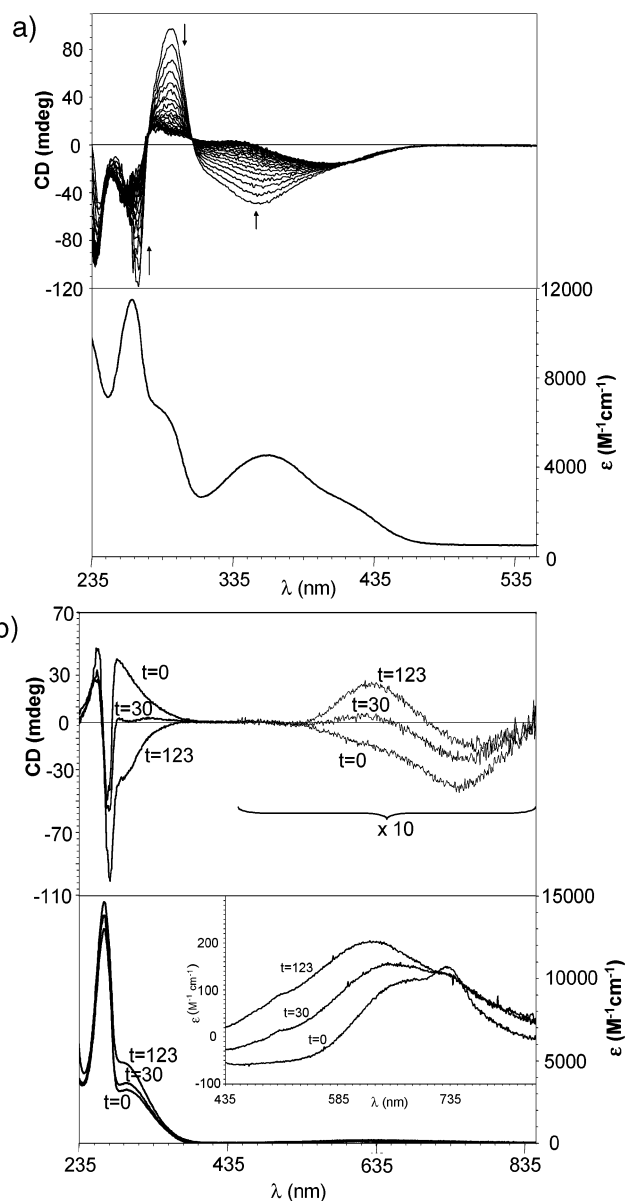 a)
80
40
0
-40
-80
-120
CD (mdeg)
12000
8000
4000
0
ε (M-1cm-1)
235 335 435 535
λ (nm)
b)
70
30
0
-30
-70
-110
CD (mdeg)
t=0
t=30
t=123
t=123
t=30
t=0
x 10
15000
10000
5000
0
ε (M-1cm-1)
t=123
t=30
t=0
200
100
0
-100
ε (M-1 cm-1)
t=123
t=30
t=0
435 585 735
λ (nm)
235 435 635 835
λ (nm)